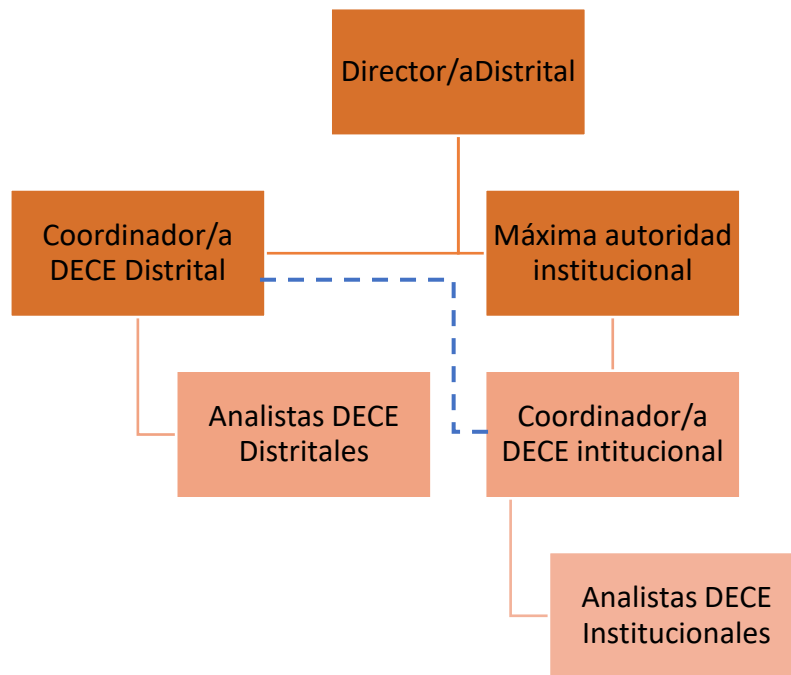 Director/aDistrital
Coordinador/a
DECE Distrital
Máxima autoridad
institucional
Analistas DECE
Distritales
Coordinador/a
DECE intitucional
Analistas DECE
Institucionales